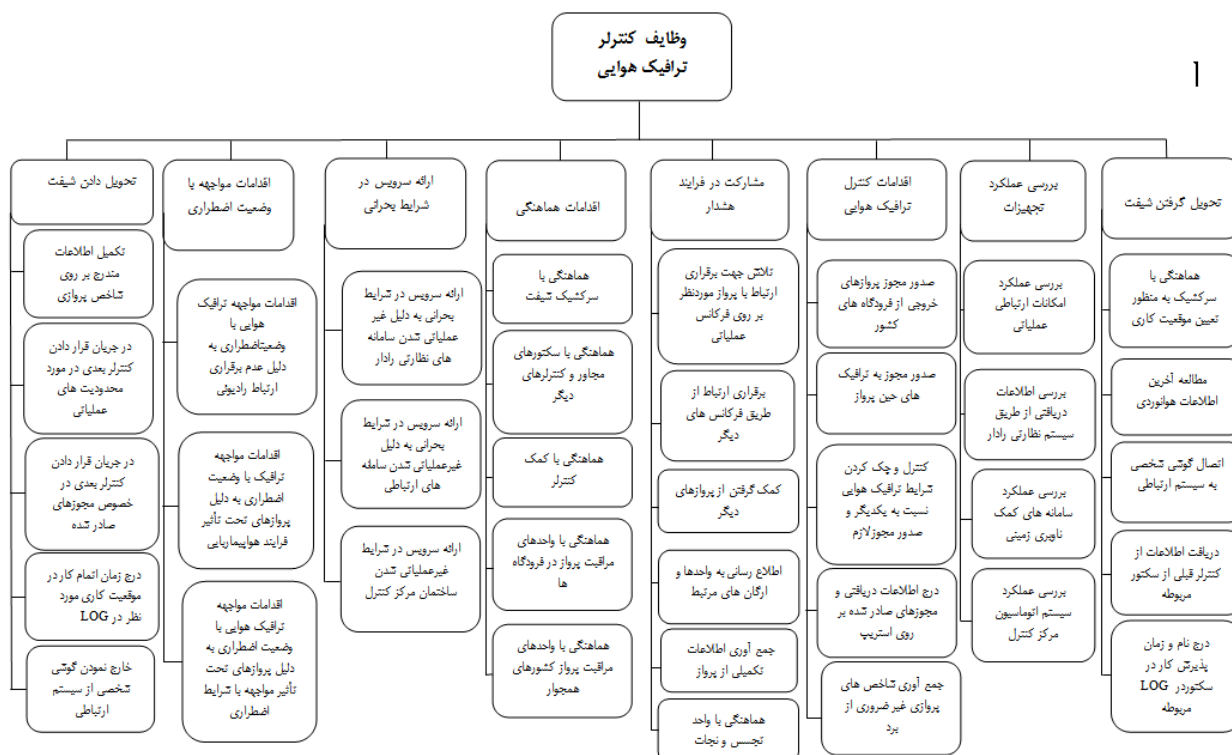 وظایف کنترلر
ترافیک هوایی
ا
تحویل گرفتن شیفت
هماهنگی با
سرکشیک به منظور
تعیین موقعیت کاری
مطالعه آخرین
اطلاعات هوانوردی
اتصال گوشی شخصی
به سیستم ارتباطی
دریافت اطلاعات از
کنترلر قبلی از سکتور
مربوطه
درج نام و زمان
پذیرش کار در
سکتوردر LOG
مربوطه
بررسی عملکرد
تجهیزات
بررسی عملکرد
امکانات ارتباطی
عملیاتی
بررسی اطلاعات
دریافتی از طریق
سیستم نظارتی رادار
بررسی عملکرد
سامانه های کمک
ناوبری زمینی
بررسی عملکرد
سیستم اتوماسیون
مرکز کنترل
اقدامات کنترل
ترافیک هوایی
صدور مجوز پروازهای
خروجی از فرودگاه های
کشور
صدور مجوز به ترافیک
های حین پرواز
کنترل و چک کردن
شرایط ترافیک هوایی
نسبت به یکدیگر و
صدور مجوزلازم
درج اطلاعات دریافتی و
مجوزهای صادر شده بر
روی استریپ
جمع آوری شاخص های
پروازی غیر ضروری از
برد
مشارکت در فرایند
هشدار
تلاش جهت برقراری
ارتباط با پرواز موردنظر
بر روی فرکانس
عملیاتی
برقراری ارتباط از
طریق فرکانس های
دیگر
کمک گرفتن از پروازهای
دیگر
اطلاع رسانی به واحدها و
ارگان های مرتبط
جمع آوری اطلاعات
تکمیلی از پرواز
هماهنگی با واحد
تجسس و نجات
اقدامات هماهنگی
هماهنگی با
سرکشیک شیفت
هماهنگی با سکتورهای
مجاور و کنترلرهای
دیگر
هماهنگی با کمک
کنترلر
هماهنگی با واحدهای
مراقبت پرواز در فرودگاه
ها
هماهنگی با واحدهای
مراقبت پرواز کشورهای
همجوار
ارائه سرویس در
شرایط بحرانی
ارائه سرویس در شرایط
بحرانی به دلیل غیر
عملیاتی شدن سامانه
های نظارتی رادار
ارائه سرویس در شرایط
بحرانی به دلیل
غیرعملیاتی شدن سامانه
های ارتباطی
ارائه سرویس در شرایط
غیرعملیاتی شدن
ساختمان مرکز کنترل
اقدامات مواجهه با
وضعیت اضطراری
اقدامات مواجهه ترافیک
هوایی با
وضعیتاضطراری به
دلیل عدم برقراری
ارتباط رادیوئی
اقدامات مواجهه
ترافیک با وضعیت
اضطراری به دلیل
پروازهای تحت تأثیر
فرایند هواپیماربایی
اقدامات مواجهه
ترافیک هوایی با
وضعیت اضطراری به
دلیل پروازهای تحت
تأثیر مواجهه با شرایط
اضطراری
تحویل دادن شیفت
تکمیل اطلاعات
مندرج بر روی
شاخص پروازی
در جریان قرار دادن
کنترلر بعدی در مورد
محدودیت های
عملیاتی
در جریان قرار دادن
کنترلر بعدی در
خصوص مجوزهای
صادر شده
درج زمان اتمام کار در
موقعیت کاری مورد
نظر در LOG
خارج نمودن گوشی
شخصی از سیستم
ارتباطی